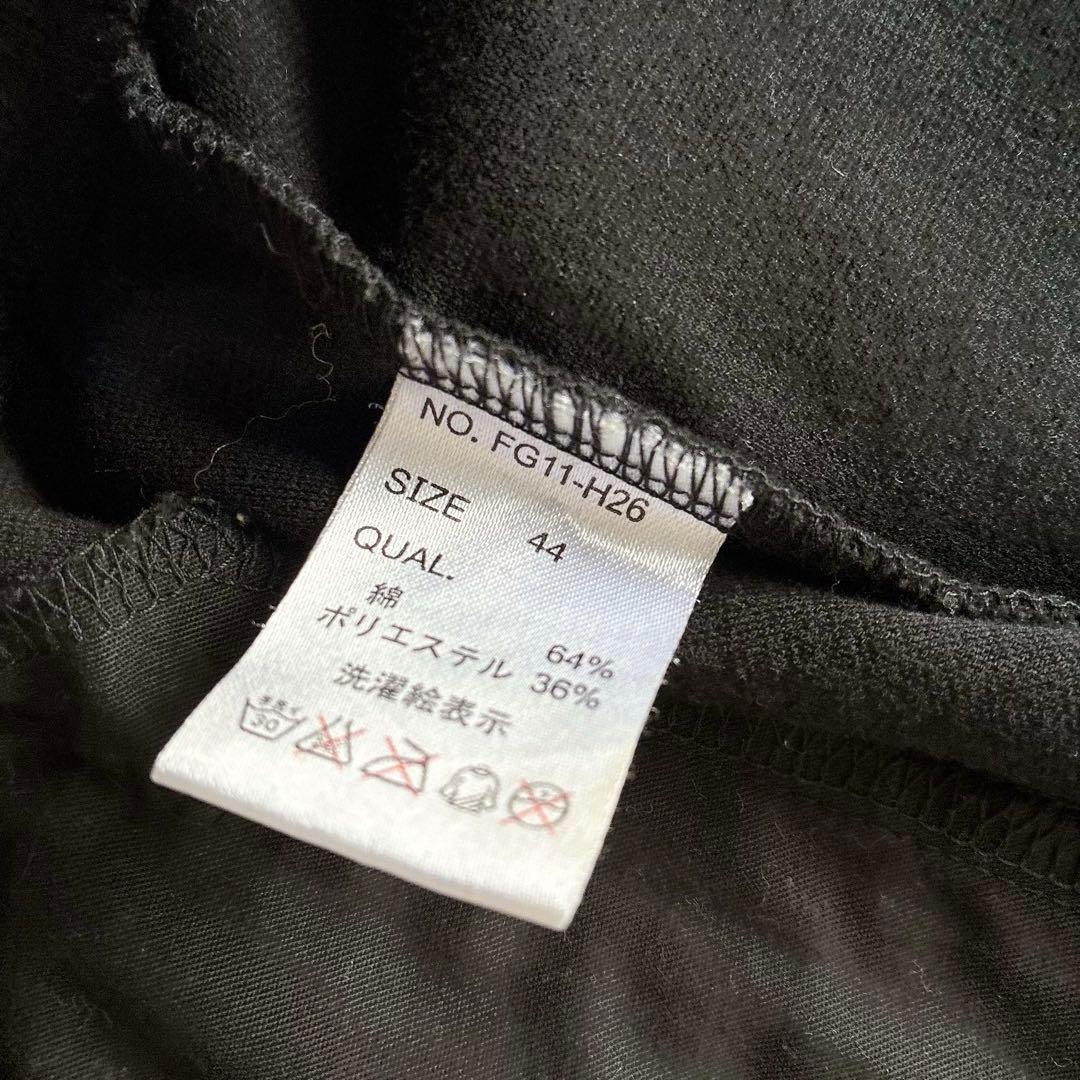 NO. FG11-H26
SIZE 44
QUAL.
綿 64%
ポリエステル 36%
洗濯絵表示
30